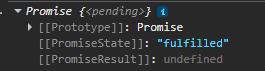 Promise {<pending>} i
[[Prototype]]: Promise
[[PromiseState]]: "fulfilled"
[[PromiseResult]]: undefined